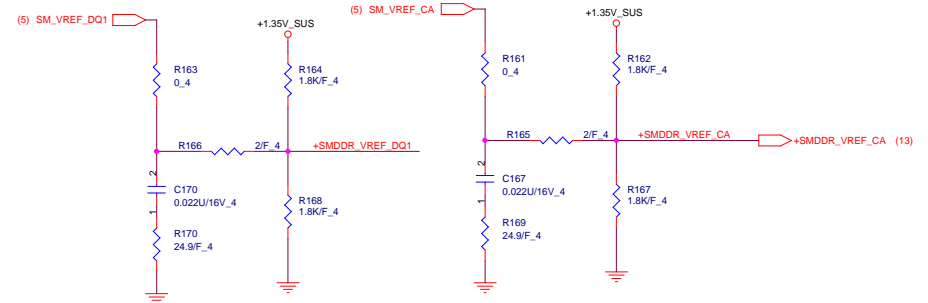 (5) SM_VREF_DQ1
+1.35V_SUS
R163
0_4
R164
1.8K/F_4
R166
2/F_4
+SMDDR_VREF_DQ1
2
C170
0.022U/16V_4
1
R168
1.8K/F_4
R170
24.9/F_4
(5) SM_VREF_CA
+1.35V_SUS
R161
0_4
R162
1.8K/F_4
R165
2/F_4
+SMDDR_VREF_CA
+SMDDR_VREF_CA (13)
2
C167
0.022U/16V_4
1
R167
1.8K/F_4
R169
24.9/F_4